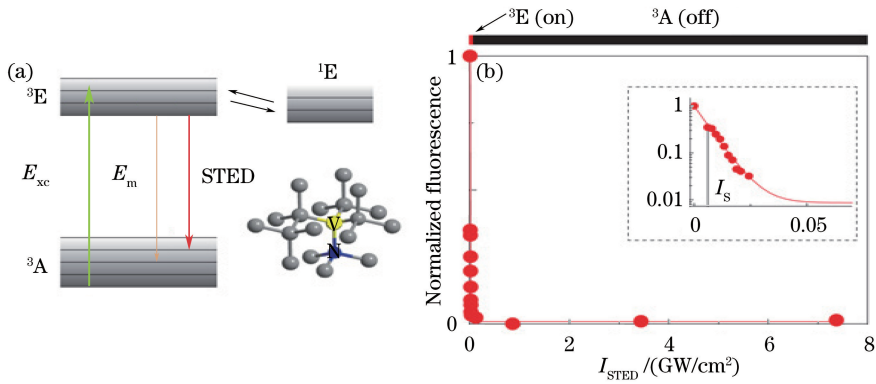 (a)
³E
¹E
E_xc
E_m
STED
³A
V
N
³E (on)
³A (off)
(b)
Normalized fluorescence
1
0
2
4
6
8
I_STED/(GW/cm²)
1
0.1
0.01
I_S
0
0.05